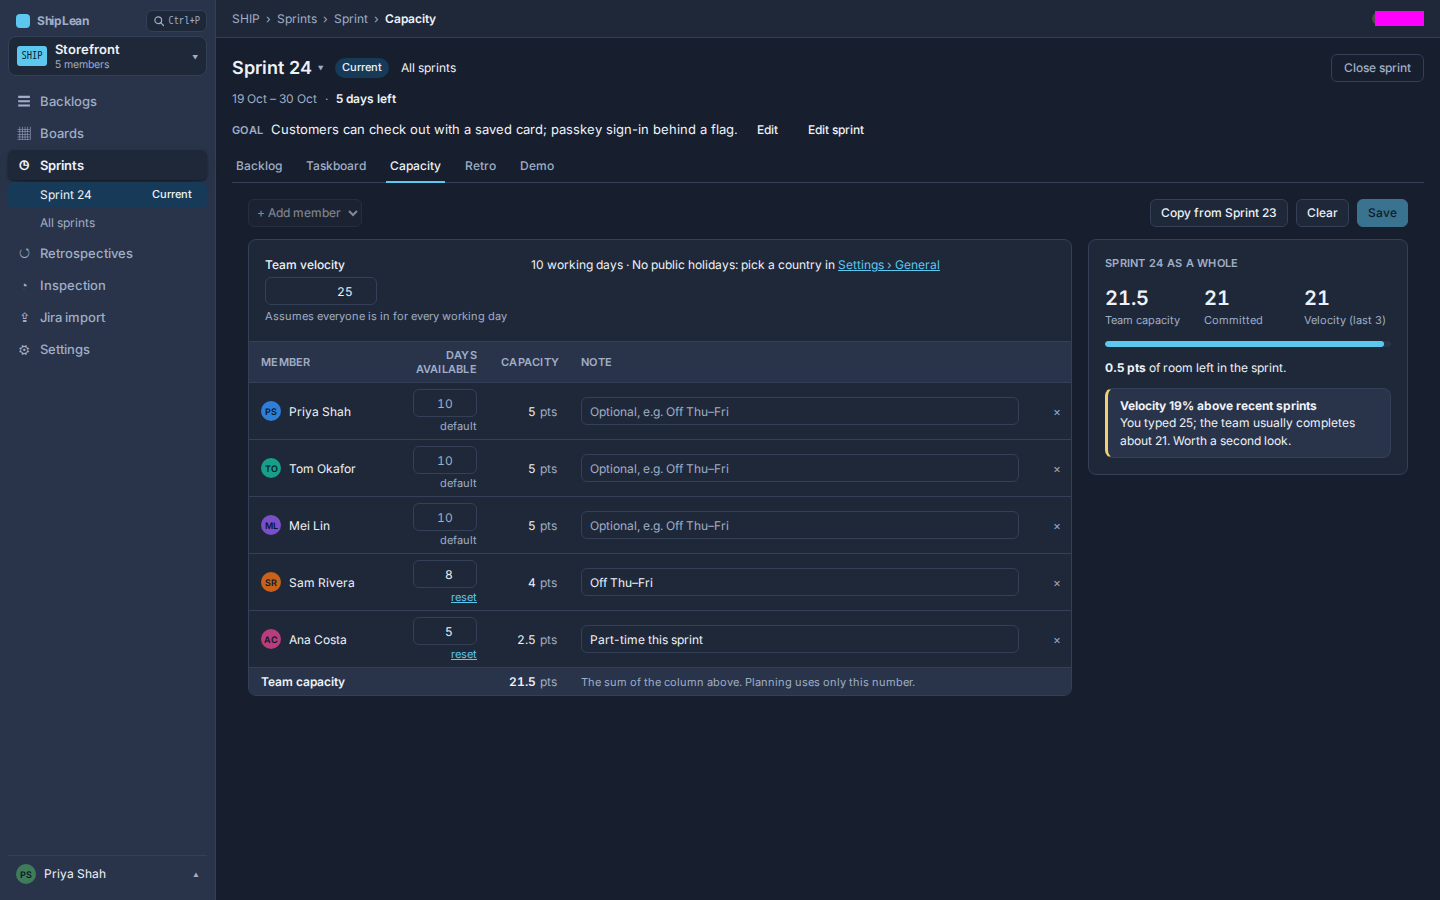 ShipLean
Ctrl+P
SHIP
Storefront
5 members
Backlogs
Boards
Sprints
Sprint 24
Current
All sprints
Retrospectives
Inspection
Jira import
Settings
PS
Priya Shah
SHIP › Sprints › Sprint › Capacity
Sprint 24
Current
All sprints
Close sprint
19 Oct – 30 Oct · 5 days left
GOAL Customers can check out with a saved card; passkey sign-in behind a flag.
Edit
Edit sprint
Backlog
Taskboard
Capacity
Retro
Demo
+ Add member
Copy from Sprint 23
Clear
Save
Team velocity
25
Assumes everyone is in for every working day
10 working days · No public holidays: pick a country in Settings › General
MEMBER
DAYS
AVAILABLE
CAPACITY
NOTE
PS Priya Shah
10
default
5 pts
Optional, e.g. Off Thu–Fri
×
TO Tom Okafor
10
default
5 pts
Optional, e.g. Off Thu–Fri
×
ML Mei Lin
10
default
5 pts
Optional, e.g. Off Thu–Fri
×
SR Sam Rivera
8
reset
4 pts
Off Thu–Fri
×
AC Ana Costa
5
reset
2.5 pts
Part-time this sprint
×
Team capacity
21.5 pts
The sum of the column above. Planning uses only this number.
SPRINT 24 AS A WHOLE
21.5
Team capacity
21
Committed
21
Velocity (last 3)
0.5 pts of room left in the sprint.
Velocity 19% above recent sprints
You typed 25; the team usually completes
about 21. Worth a second look.